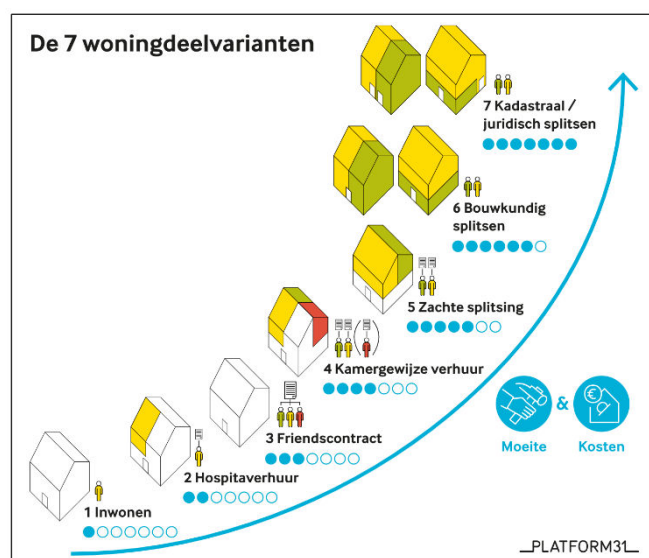 De 7 woningdeelvarianten
7 Kadastraal /
juridisch splitsen
6 Bouwkundig
splitsen
5 Zachte splitsing
4 Kamergewijze verhuur
3 Friendscontract
2 Hospitaverhuur
1 Inwonen
€
&
Moeite
Kosten
PLATFORM31